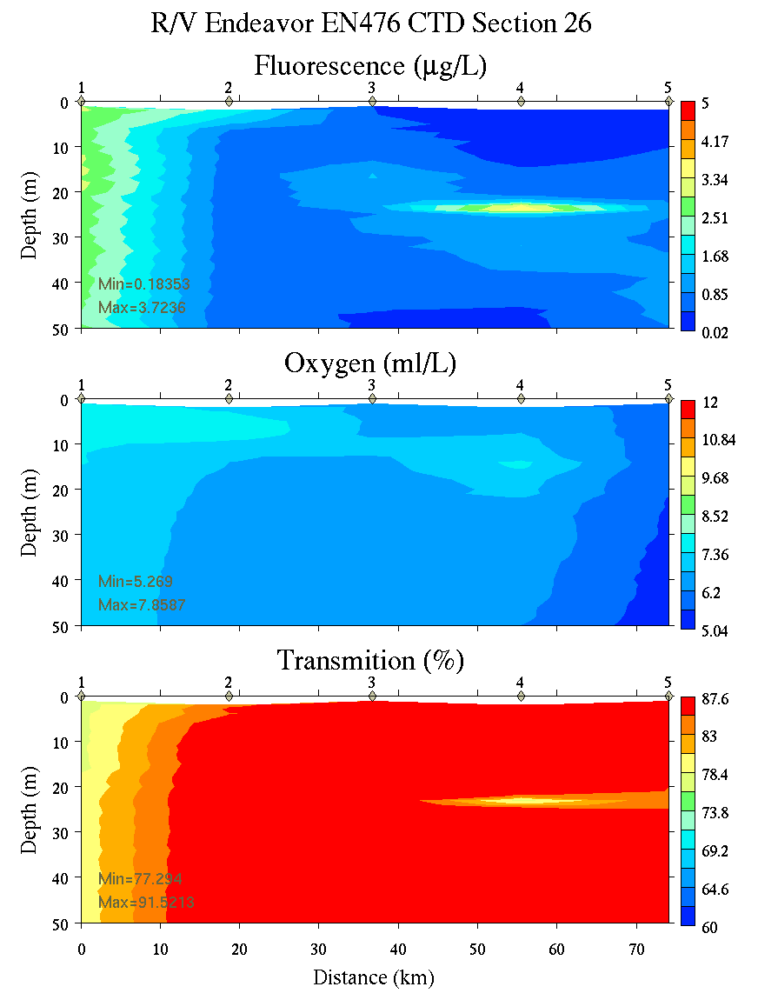 R/V Endeavor EN476 CTD Section 26
Fluorescence (μg/L)
1 2 3 4 5
0
10
20
30
40
50
Depth (m)
Min=0.18353
Max=3.7236
5
4.17
3.34
2.51
1.68
0.85
0.02
Oxygen (ml/L)
1 2 3 4 5
0
10
20
30
40
50
Depth (m)
Min=5.269
Max=7.8587
12
10.84
9.68
8.52
7.36
6.2
5.04
Transmition (%)
1 2 3 4 5
0
10
20
30
40
50
Depth (m)
Min=77.294
Max=91.5213
87.6
83
78.4
73.8
69.2
64.6
60
0 10 20 30 40 50 60 70
Distance (km)